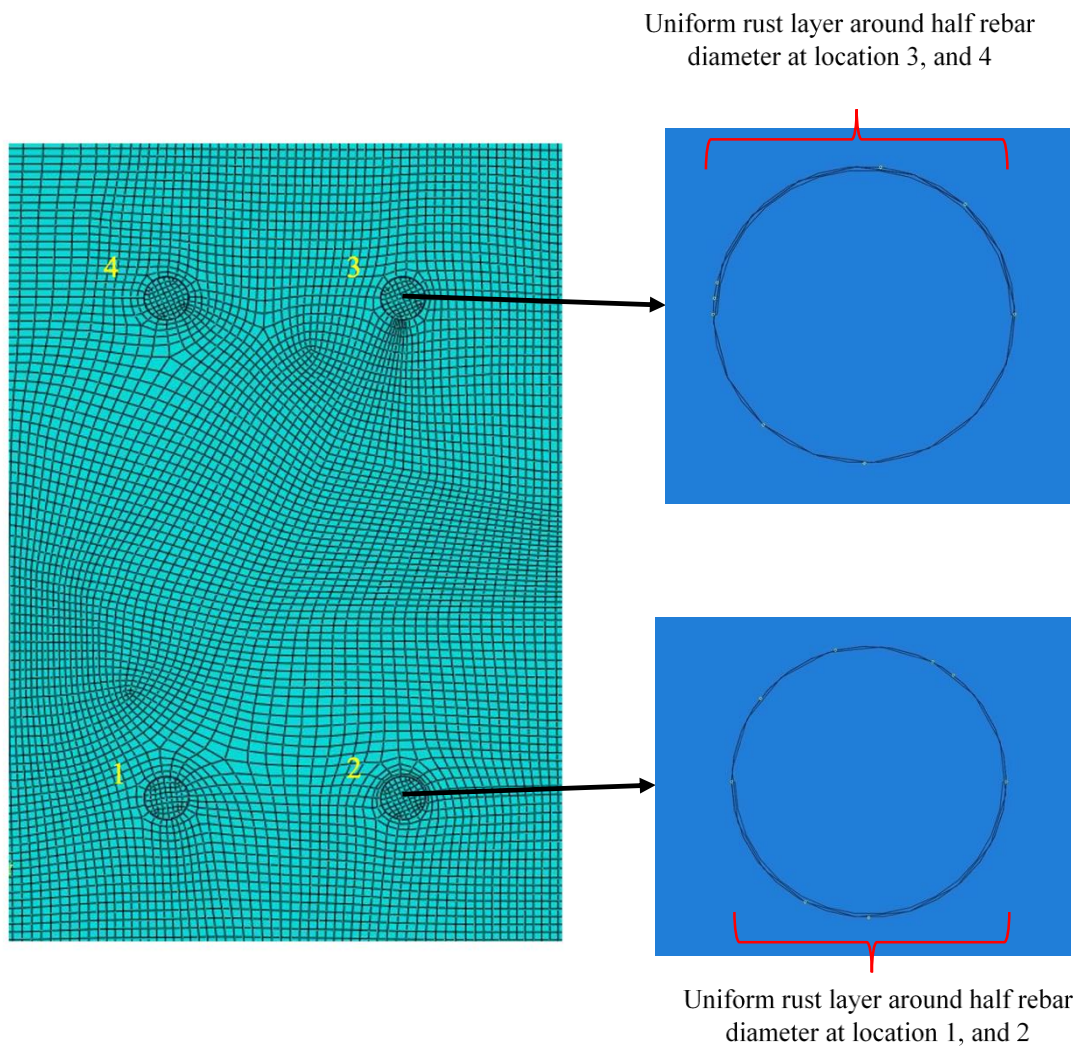 Uniform rust layer around half rebar
diameter at location 3, and 4
4
3
1
2
Uniform rust layer around half rebar
diameter at location 1, and 2